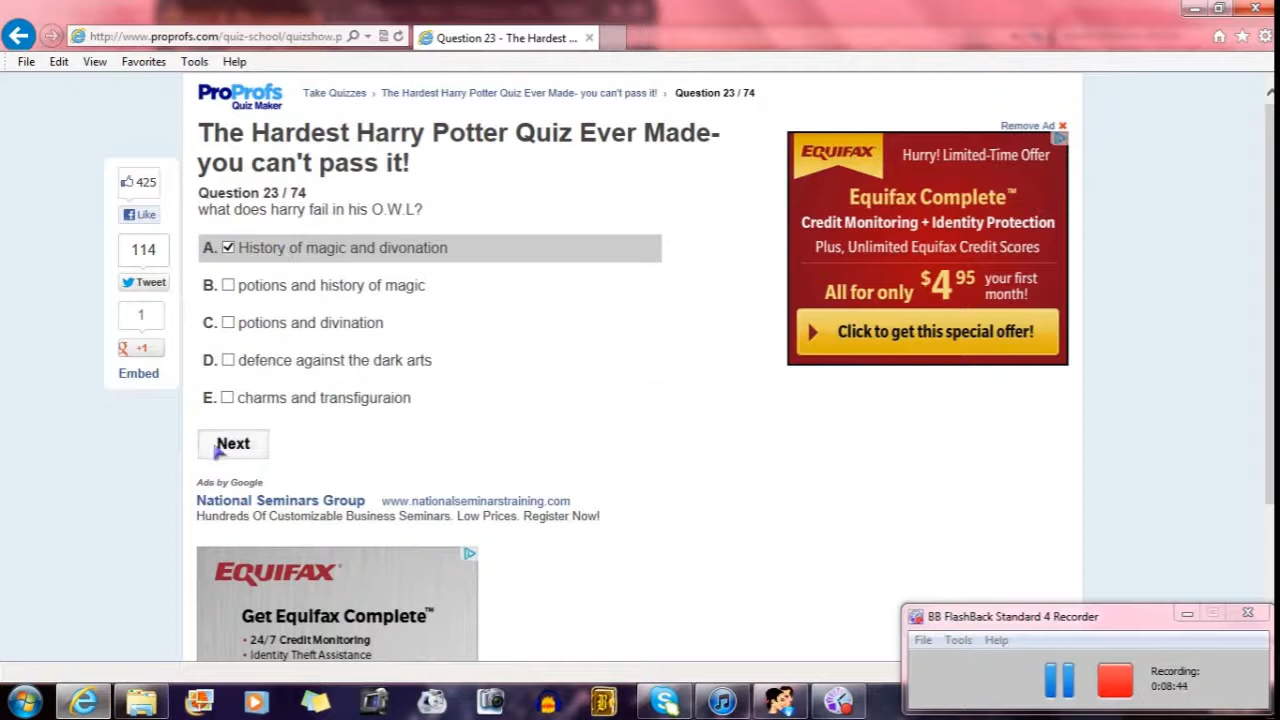 http://www.proprofs.com/quiz-school/quizshow.p
Question 23 - The Hardest ...
File Edit View Favorites Tools Help
ProProfs
Quiz Maker
Take Quizzes › The Hardest Harry Potter Quiz Ever Made- you can't pass it! › Question 23 / 74
Remove Ad
The Hardest Harry Potter Quiz Ever Made-
you can't pass it!
Question 23 / 74
what does harry fail in his O.W.L?
A. History of magic and divonation
B. potions and history of magic
C. potions and divination
D. defence against the dark arts
E. charms and transfiguraion
Next
425
Like
114
Tweet
1
+1
Embed
EQUIFAX
Hurry! Limited-Time Offer
Equifax Complete™
Credit Monitoring + Identity Protection
Plus, Unlimited Equifax Credit Scores
All for only $4 95 your first
month!
Click to get this special offer!
Ads by Google
National Seminars Group www.nationalseminarstraining.com
Hundreds Of Customizable Business Seminars. Low Prices. Register Now!
EQUIFAX
Get Equifax Complete™
• 24/7 Credit Monitoring
• Identity Theft Assistance
BB FlashBack Standard 4 Recorder
File Tools Help
Recording:
0:08:44